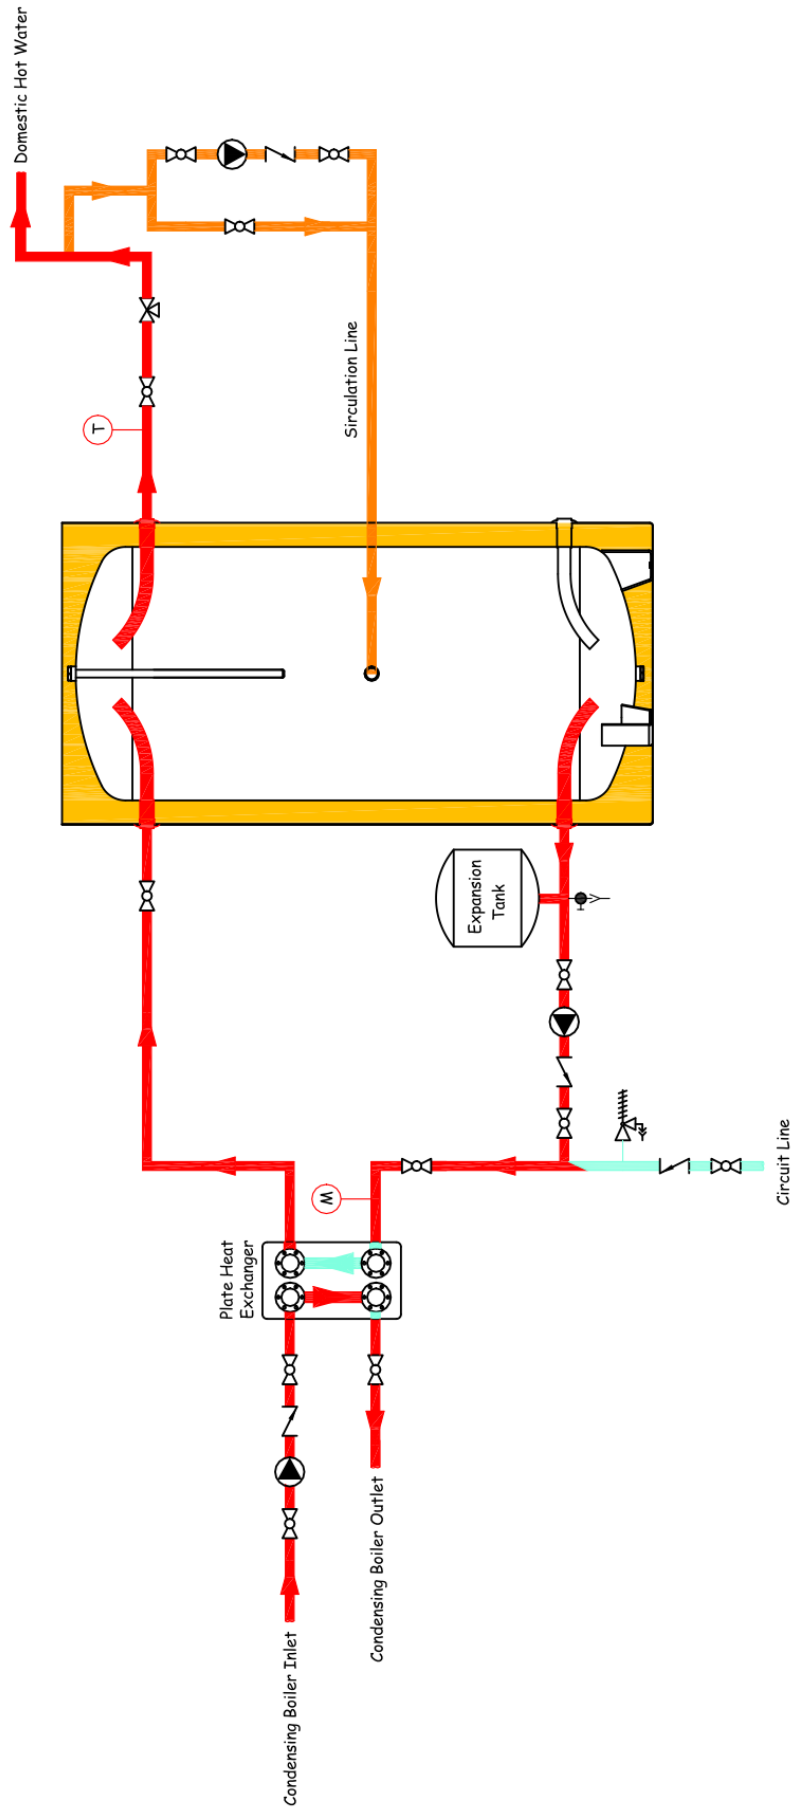 Domestic Hot Water
Sirculation Line
T
Expansion
Tank
Circuit Line
W
Plate Heat
Exchanger
Condensing Boiler Outlet
Condensing Boiler Inlet